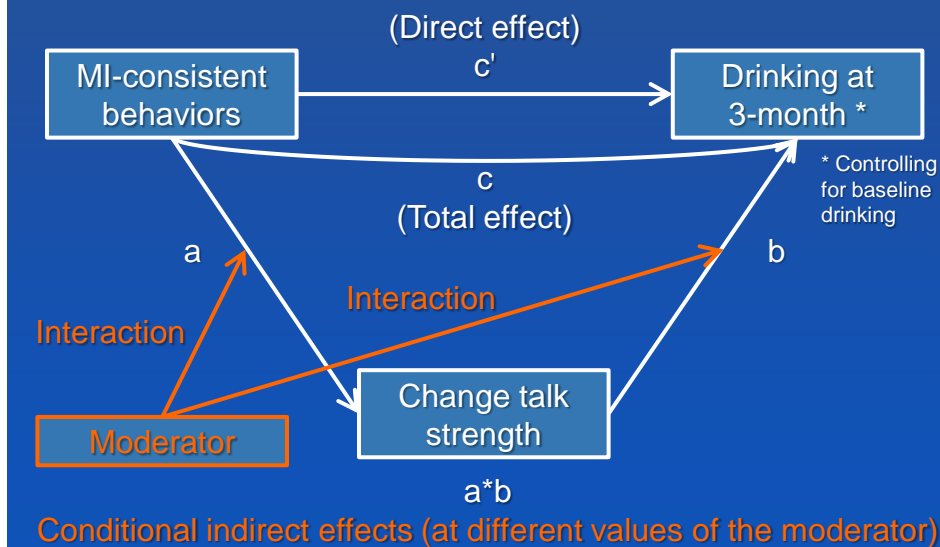 (Direct effect)
c'
MI-consistent
behaviors
Drinking at
3-month *
* Controlling
for baseline
drinking
c
(Total effect)
a
b
Interaction
Interaction
Moderator
Change talk
strength
a*b
Conditional indirect effects (at different values of the moderator)